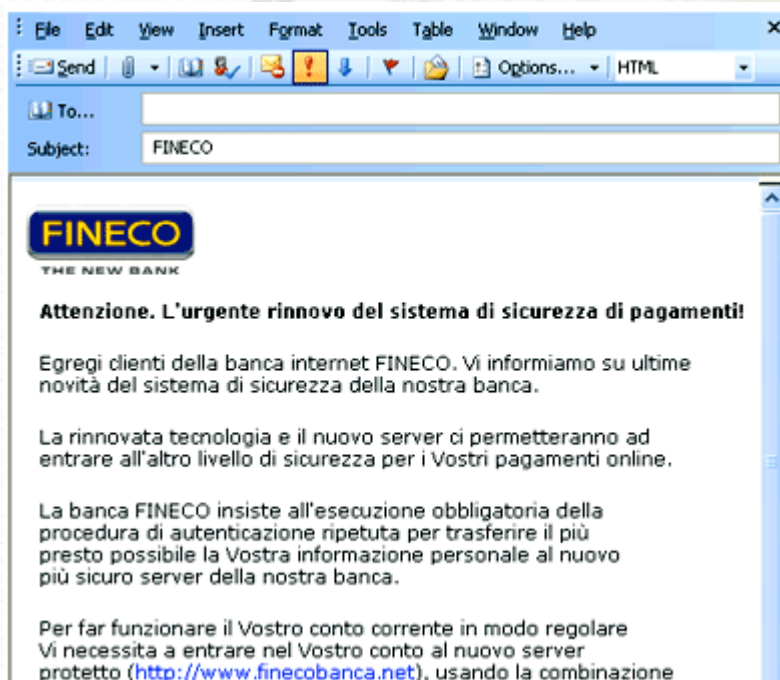 File Edit View Insert Format Tools Table Window Help
Send Options... HTML
To...
Subject: FINECO
FINECO
THE NEW BANK
Attenzione. L'urgente rinnovo del sistema di sicurezza di pagamenti!
Egregi clienti della banca internet FINECO. Vi informiamo su ultime
novità del sistema di sicurezza della nostra banca.
La rinnovata tecnologia e il nuovo server ci permetteranno ad
entrare all'altro livello di sicurezza per i Vostri pagamenti online.
La banca FINECO insiste all'esecuzione obbligatoria della
procedura di autenticazione ripetuta per trasferire il più
presto possibile la Vostra informazione personale al nuovo
più sicuro server della nostra banca.
Per far funzionare il Vostro conto corrente in modo regolare
Vi necessita a entrare nel Vostro conto al nuovo server
protetto (http://www.finecobanca.net), usando la combinazione